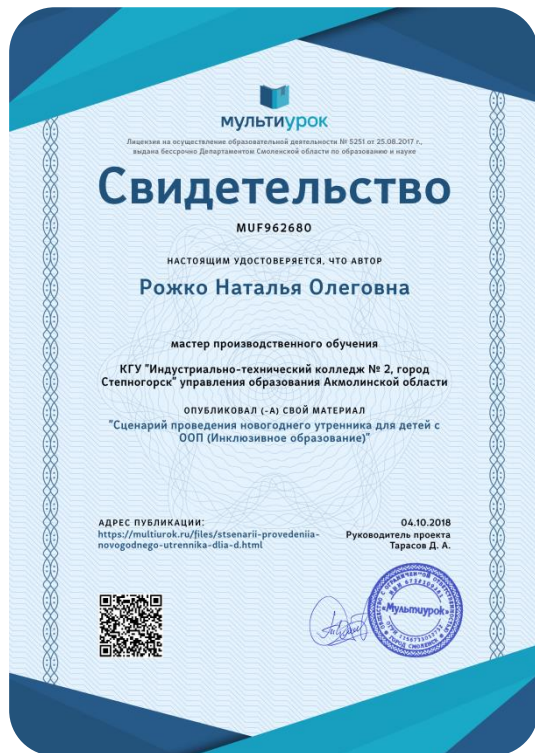 мультиурок
Лицензия на осуществление образовательной деятельности № 5251 от 25.08.2017 г.,
выдана бессрочно Департаментом Смоленской области по образованию и науке
Свидетельство
MUF962680
НАСТОЯЩИМ УДОСТОВЕРЯЕТСЯ, ЧТО АВТОР
Рожко Наталья Олеговна
мастер производственного обучения
КГУ "Индустриально-технический колледж № 2, город
Степногорск" управления образования Акмолинской области
ОПУБЛИКОВАЛ (-А) СВОЙ МАТЕРИАЛ
"Сценарий проведения новогоднего утренника для детей с
ООП (Инклюзивное образование)"
АДРЕС ПУБЛИКАЦИИ:
https://multiurok.ru/files/stsenarii-provedeniia-
novogodnego-utrennika-dlia-d.html
04.10.2018
Руководитель проекта
Тарасов Д. А.
«Мультиурок»